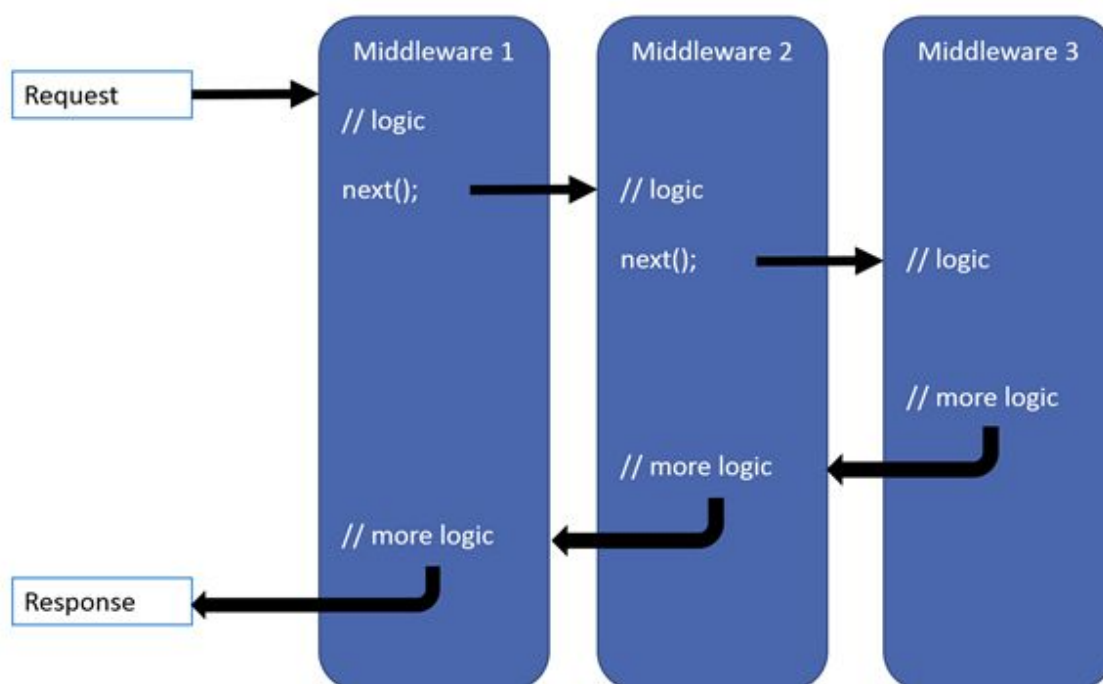 Middleware 1
Middleware 2
Middleware 3
Request
// logic
next();
// logic
next();
// logic
// more logic
// more logic
// more logic
Response